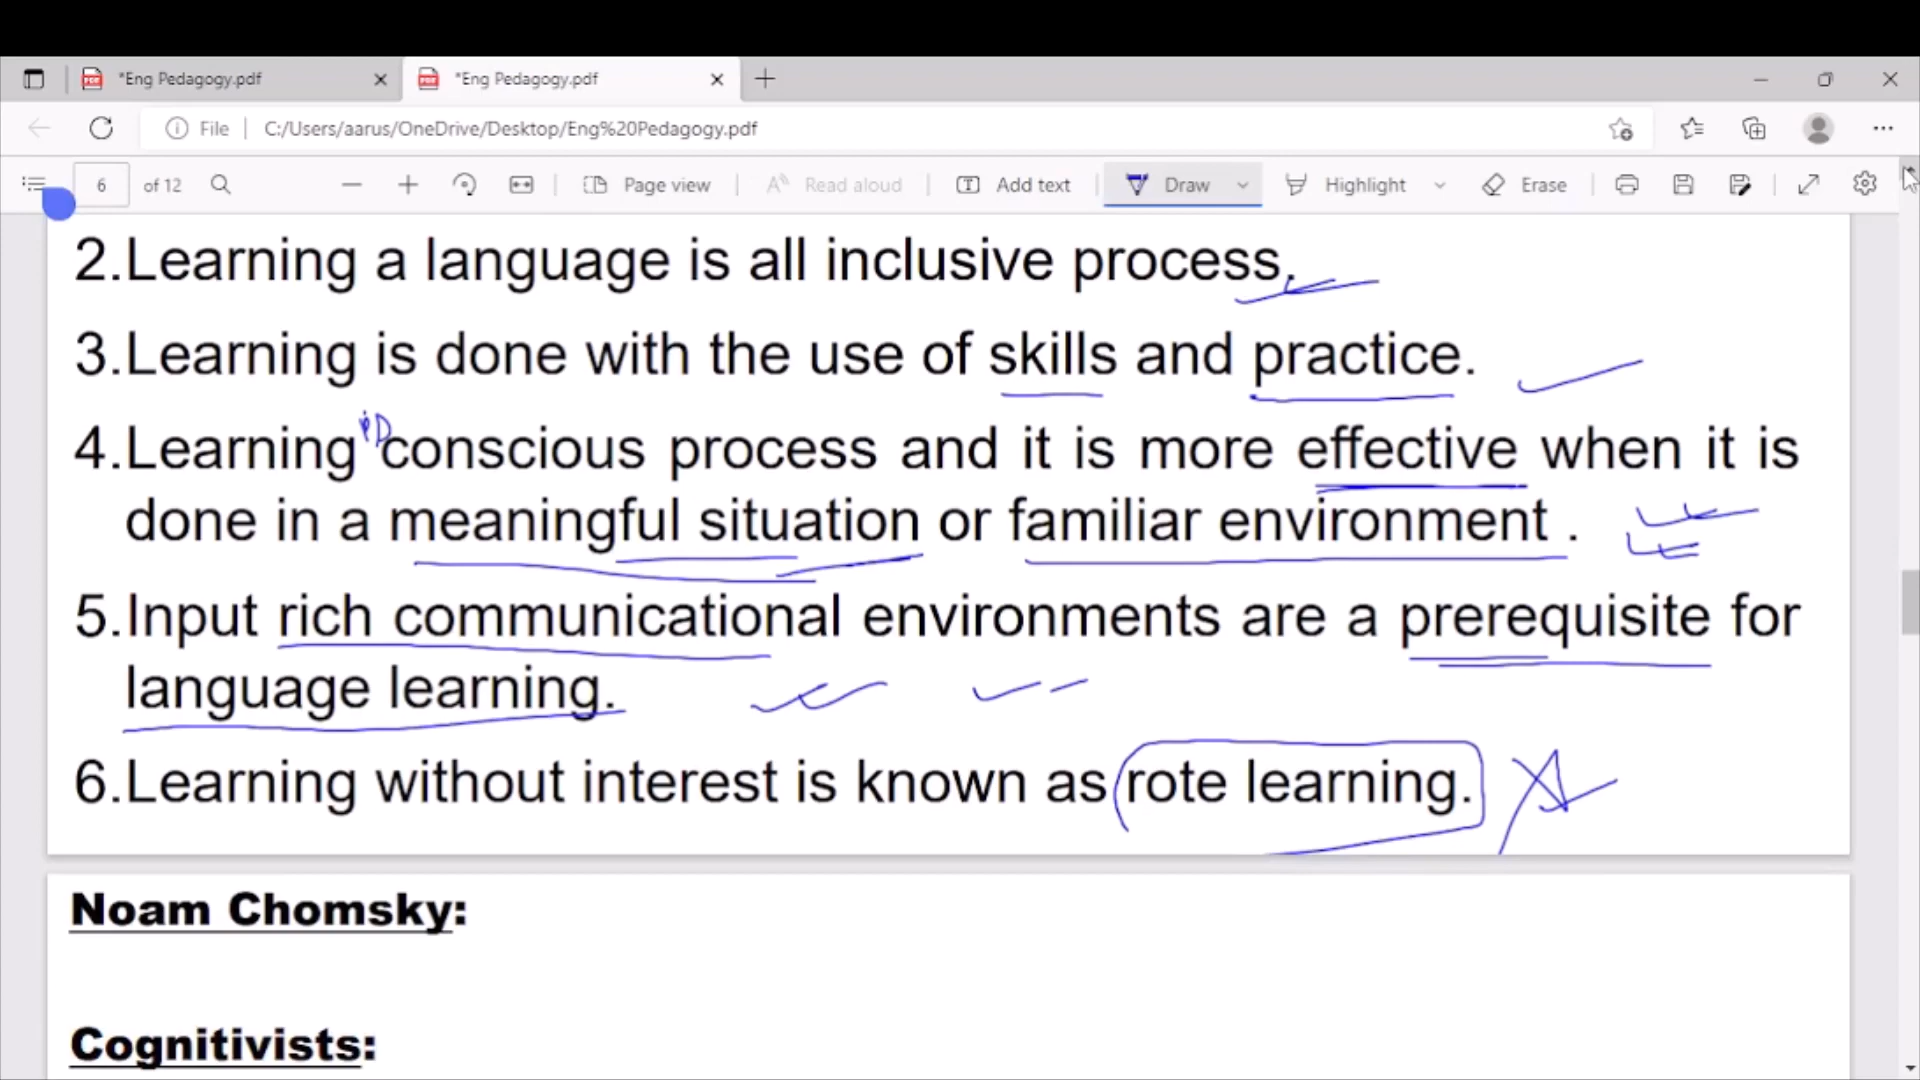 *Eng Pedagogy.pdf
*Eng Pedagogy.pdf
File
C:/Users/aarus/OneDrive/Desktop/Eng%20Pedagogy.pdf
6 of 12
Page view
Read aloud
Add text
Draw
Highlight
Erase
2.Learning a language is all inclusive process.
3.Learning is done with the use of skills and practice.
4.Learning conscious process and it is more effective when it is
done in a meaningful situation or familiar environment .
5.Input rich communicational environments are a prerequisite for
language learning.
6.Learning without interest is known as rote learning.
Noam Chomsky:
Cognitivists: